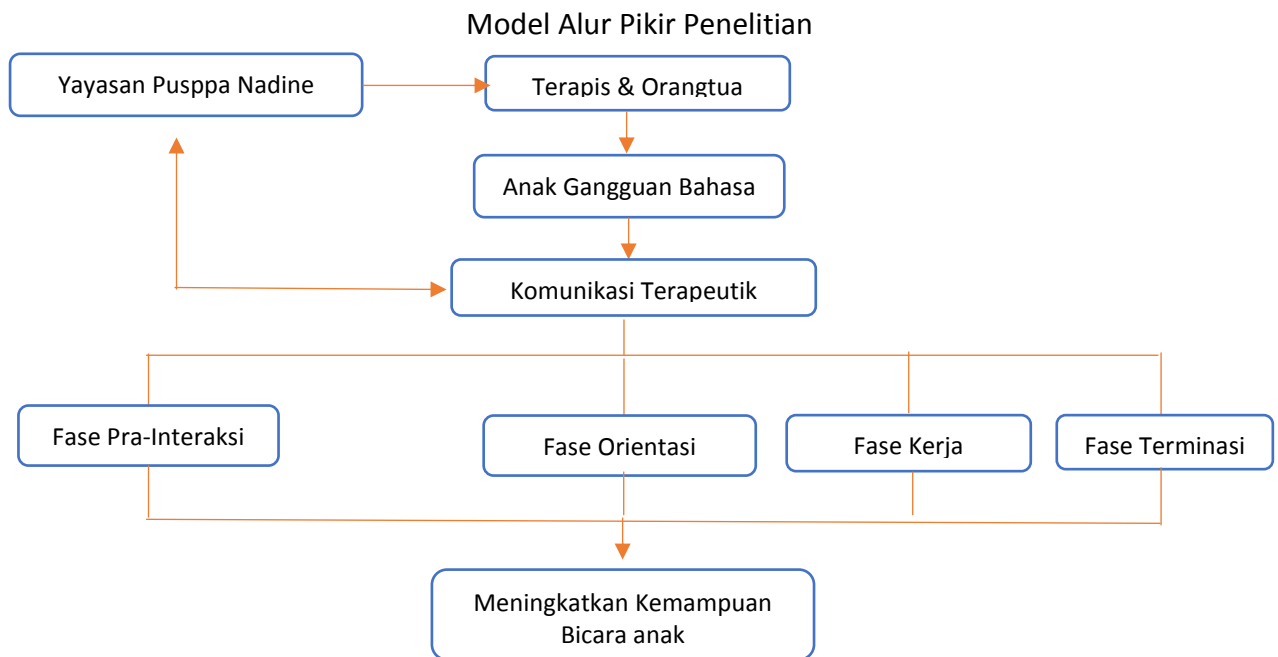 Model Alur Pikir Penelitian
Yayasan Pusppa Nadine
Terapis & Orangtua
Anak Gangguan Bahasa
Komunikasi Terapeutik
Fase Pra-Interaksi
Fase Orientasi
Fase Kerja
Fase Terminasi
Meningkatkan Kemampuan
Bicara anak